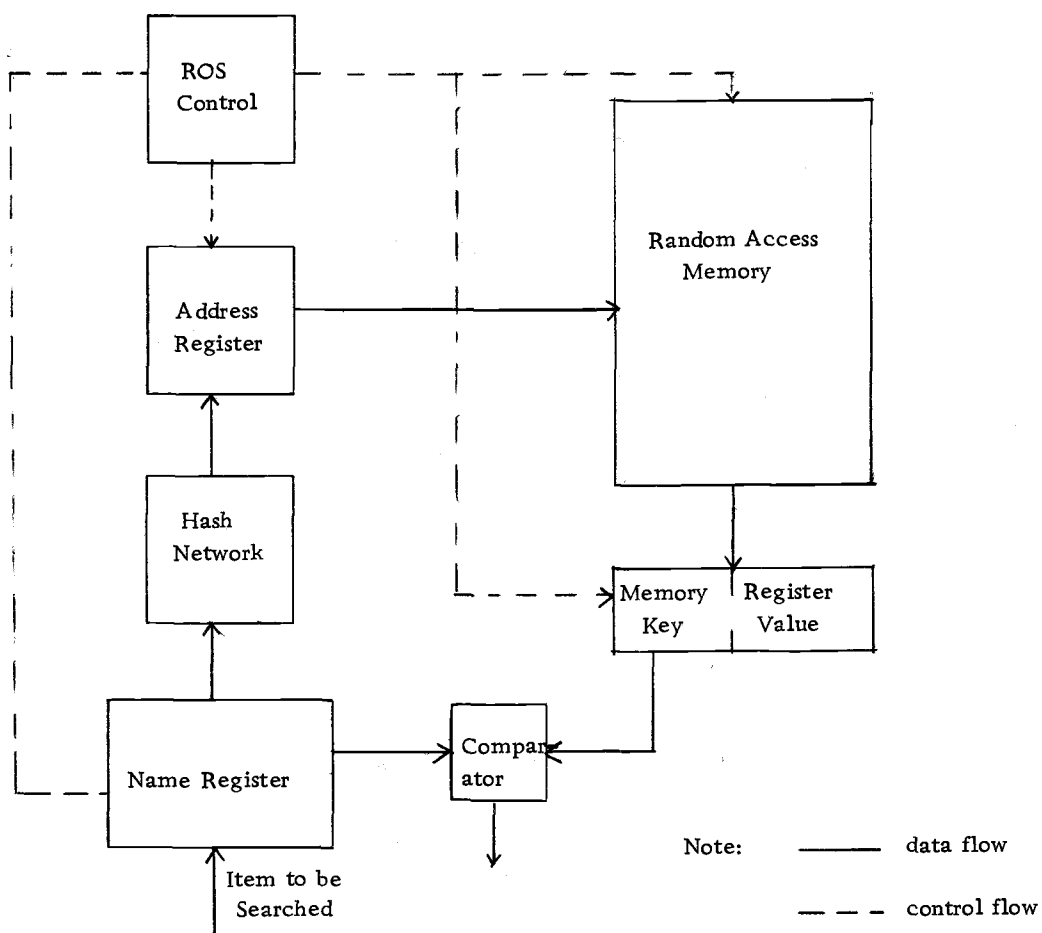 ROS
Control
Random Access
Memory
Address
Register
Hash
Network
Memory
Key
Register
Value
Name Register
Compar-
ator
Item to be
Searched
Note:
data flow
control flow